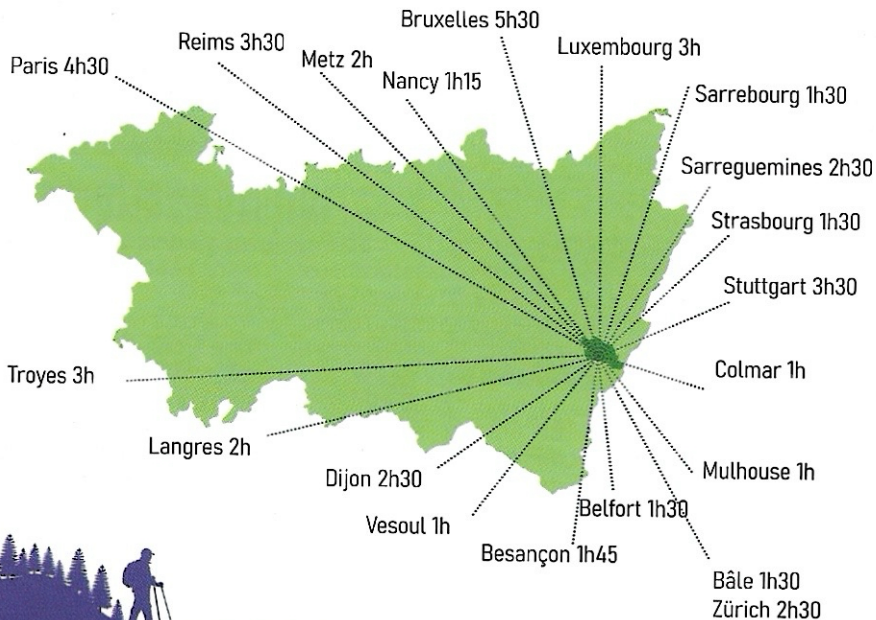 Bruxelles 5h30
Reims 3h30
Luxembourg 3h
Metz 2h
Paris 4h30
Nancy 1h15
Sarrebourg 1h30
Sarreguemines 2h30
Strasbourg 1h30
Stuttgart 3h30
Colmar 1h
Troyes 3h
Langres 2h
Mulhouse 1h
Dijon 2h30
Belfort 1h30
Vesoul 1h
Besançon 1h45
Bâle 1h30
Zürich 2h30